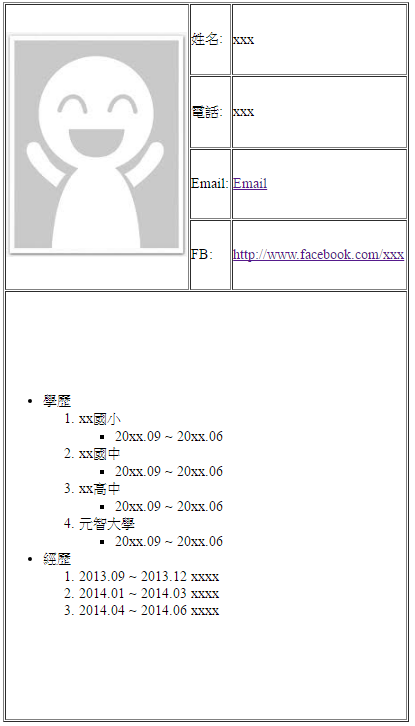 姓名: xxx
電話: xxx
Email: Email
FB: http://www.facebook.com/xxx
學歷
1. xx國小
20xx.09 ~ 20xx.06
2. xx國中
20xx.09 ~ 20xx.06
3. xx高中
20xx.09 ~ 20xx.06
4. 元智大學
20xx.09 ~ 20xx.06
經歷
1. 2013.09 ~ 2013.12 xxxx
2. 2014.01 ~ 2014.03 xxxx
3. 2014.04 ~ 2014.06 xxxx